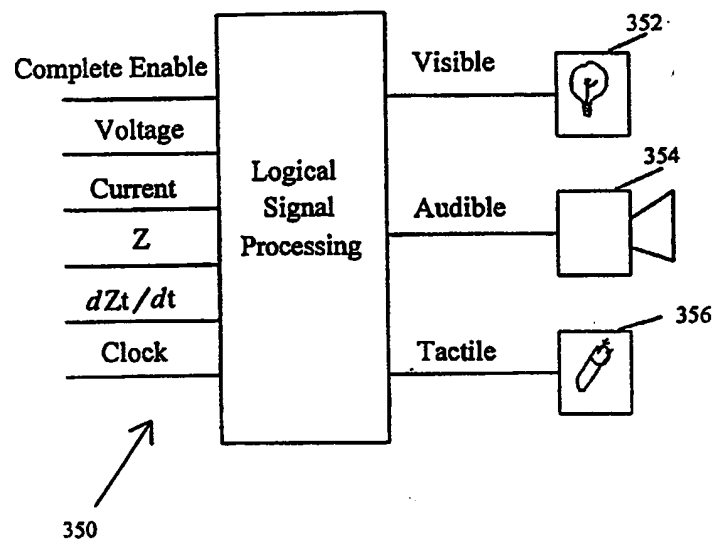 352
Complete Enable
Visible
Voltage
354
Current
Logical
Signal
Processing
Audible
Z
dZt/dt
356
Clock
Tactile
350